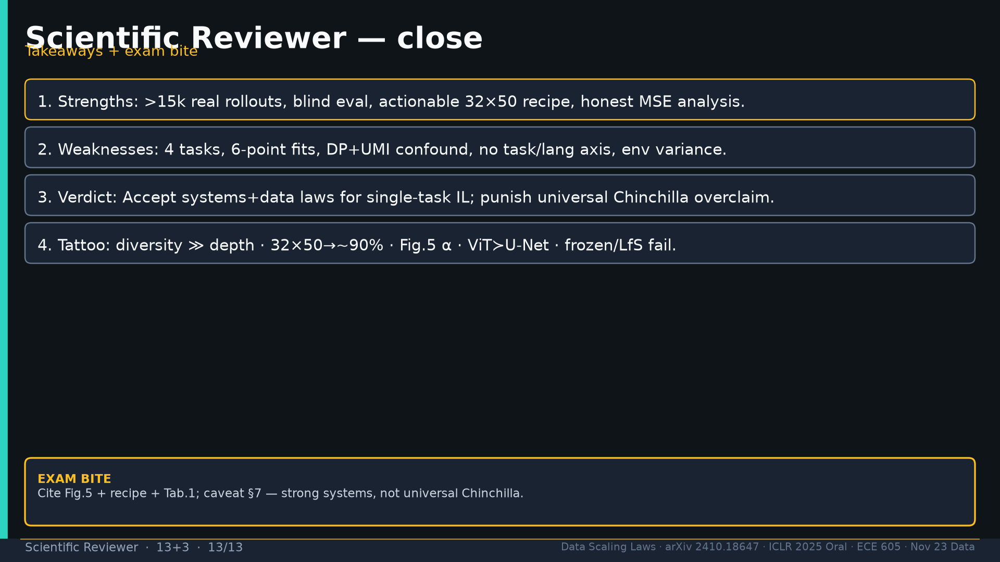 Scientific Reviewer — close
Takeaways + exam bite
1. Strengths: >15k real rollouts, blind eval, actionable 32×50 recipe, honest MSE analysis.
2. Weaknesses: 4 tasks, 6-point fits, DP+UMI confound, no task/lang axis, env variance.
3. Verdict: Accept systems+data laws for single-task IL; punish universal Chinchilla overclaim.
4. Tattoo: diversity ≫ depth · 32×50→~90% · Fig.5 α · ViT≻U-Net · frozen/LfS fail.
EXAM BITE
Cite Fig.5 + recipe + Tab.1; caveat §7 — strong systems, not universal Chinchilla.
Scientific Reviewer · 13+3 · 13/13
Data Scaling Laws · arXiv 2410.18647 · ICLR 2025 Oral · ECE 605 · Nov 23 Data